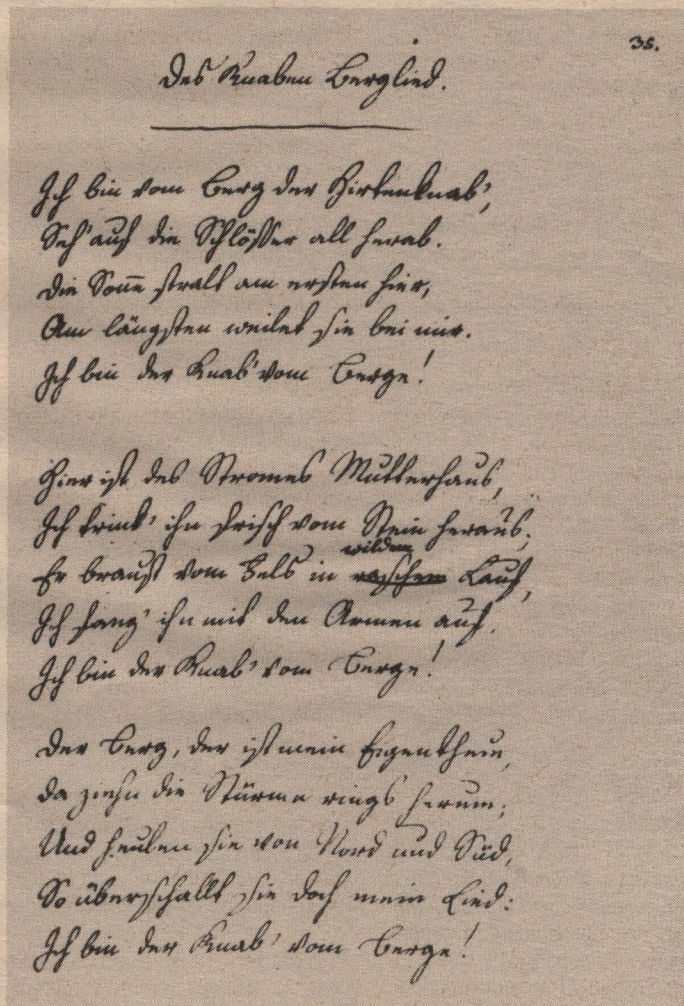 35.
Des Knaben Berglied.
Ich bin vom Berg der Hirtenknab',
Seh' auf die Schlösser all herab.
Die Soñe stralt am ersten hier,
Am längsten weilet sie bei mir.
Ich bin der Knab' vom Berge!
Hier ist des Stromes Mutterhaus,
Ich trink' ihn frisch vom Stein heraus;
wildem
Er braust vom Fels in raschem Lauf,
Ich fang' ihn mit den Armen auf.
Ich bin der Knab' vom Berge!
Der Berg, der ist mein Eigenthum,
da ziehn die Stürme rings herum;
Und heulen sie von Nord und Süd,
So überschallt sie doch mein Lied:
Ich bin der Knab' vom Berge!